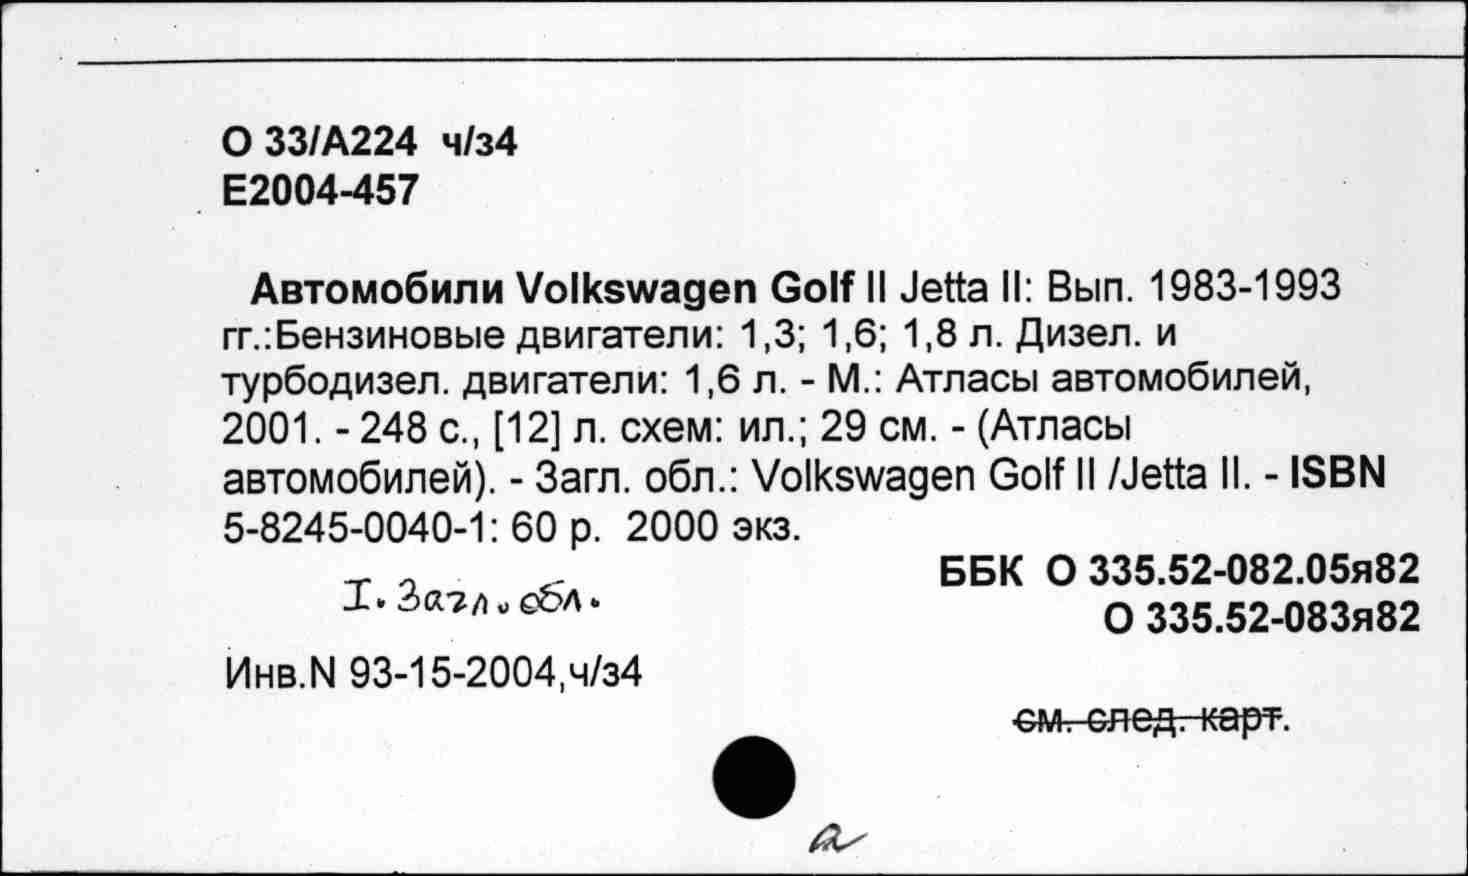 О 33/А224 ч/з4
Е2004-457
Автомобили Volkswagen Golf II Jetta II: Вып. 1983-1993
гг.:Бензиновые двигатели: 1,3; 1,6; 1,8 л. Дизел. и
турбодизел. двигатели: 1,6 л. - М.: Атласы автомобилей,
2001. - 248 с., [12] л. схем: ил.; 29 см. - (Атласы
автомобилей). - Загл. обл.: Volkswagen Golf II /Jetta II. - ISBN
5-8245-0040-1: 60 р. 2000 экз.
ББК О 335.52-082.05я82
I. Загл. обл.
О 335.52-083я82
Инв.N 93-15-2004,ч/з4
см. след. карт.
а